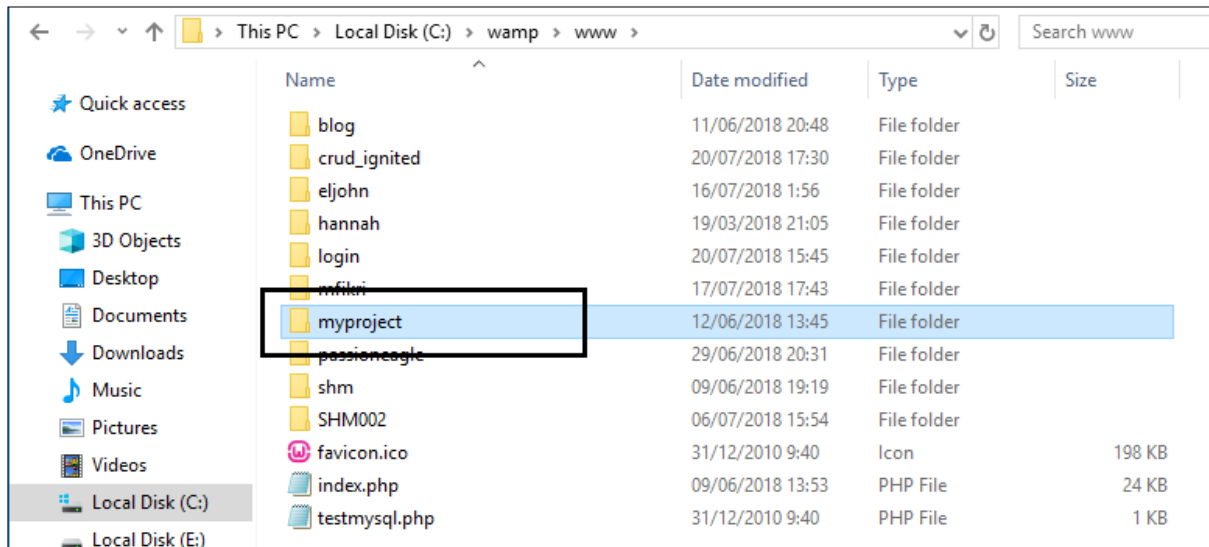 This PC > Local Disk (C:) > wamp > www >
Search www
Name Date modified Type Size
Quick access
OneDrive
This PC
3D Objects
Desktop
Documents
Downloads
Music
Pictures
Videos
Local Disk (C:)
Local Disk (E:)
blog 11/06/2018 20:48 File folder
crud_ignited 20/07/2018 17:30 File folder
eljohn 16/07/2018 1:56 File folder
hannah 19/03/2018 21:05 File folder
login 20/07/2018 15:45 File folder
mfikri 17/07/2018 17:43 File folder
myproject 12/06/2018 13:45 File folder
passioneagle 29/06/2018 20:31 File folder
shm 09/06/2018 19:19 File folder
SHM002 06/07/2018 15:54 File folder
favicon.ico 31/12/2010 9:40 Icon 198 KB
index.php 09/06/2018 13:53 PHP File 24 KB
testmysql.php 31/12/2010 9:40 PHP File 1 KB